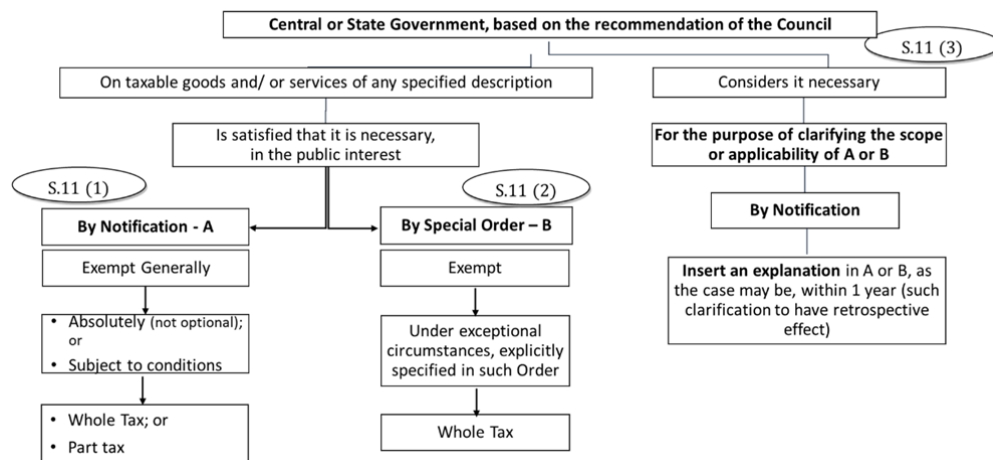 Central or State Government, based on the recommendation of the Council
S.11 (3)
On taxable goods and/ or services of any specified description
Is satisfied that it is necessary,
in the public interest
S.11 (1)
By Notification - A
Exempt Generally
• Absolutely (not optional);
or
• Subject to conditions
• Whole Tax; or
• Part tax
S.11 (2)
By Special Order – B
Exempt
Under exceptional
circumstances, explicitly
specified in such Order
Whole Tax
Considers it necessary
For the purpose of clarifying the scope
or applicability of A or B
By Notification
Insert an explanation in A or B, as
the case may be, within 1 year (such
clarification to have retrospective
effect)